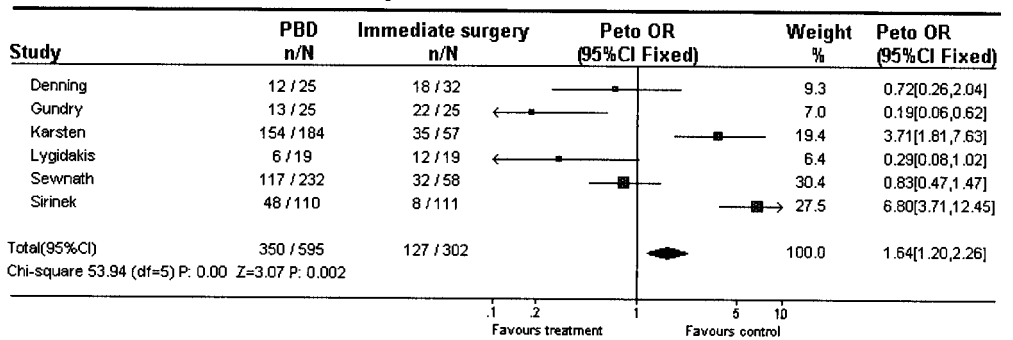 PBD Immediate surgery Peto OR Weight Peto OR
Study n/N n/N (95%CI Fixed) % (95%CI Fixed)
Denning 12 / 25 18 / 32 9.3 0.72[0.26,2.04]
Gundry 13 / 25 22 / 25 7.0 0.19[0.06,0.62]
Karsten 154 / 184 35 / 57 19.4 3.71[1.81,7.63]
Lygidakis 6 / 19 12 / 19 6.4 0.29[0.08,1.02]
Sewnath 117 / 232 32 / 58 30.4 0.83[0.47,1.47]
Sirinek 48 / 110 8 / 111 27.5 6.80[3.71,12.45]
Total(95%CI) 350 / 595 127 / 302 100.0 1.64[1.20,2.26]
Chi-square 53.94 (df=5) P: 0.00 Z=3.07 P: 0.002
.1 .2 1 5 10
Favours treatment Favours control